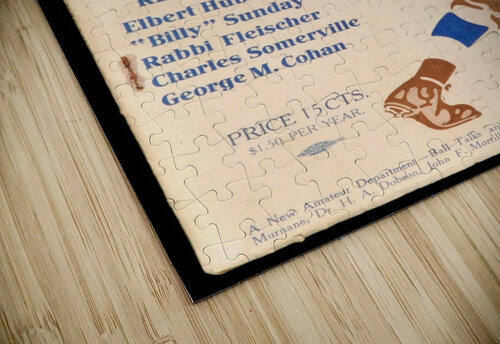 Elbert Hub
"Billy" Sunday
Rabbi Fleischer
Charles Somerville
George M. Cohan
PRICE 15 CTS.
$1.50 PER YEAR.
A New Amateur Department—Ball Talks and
Murnane, Dr. H. A. Dobson, John E. Morrill